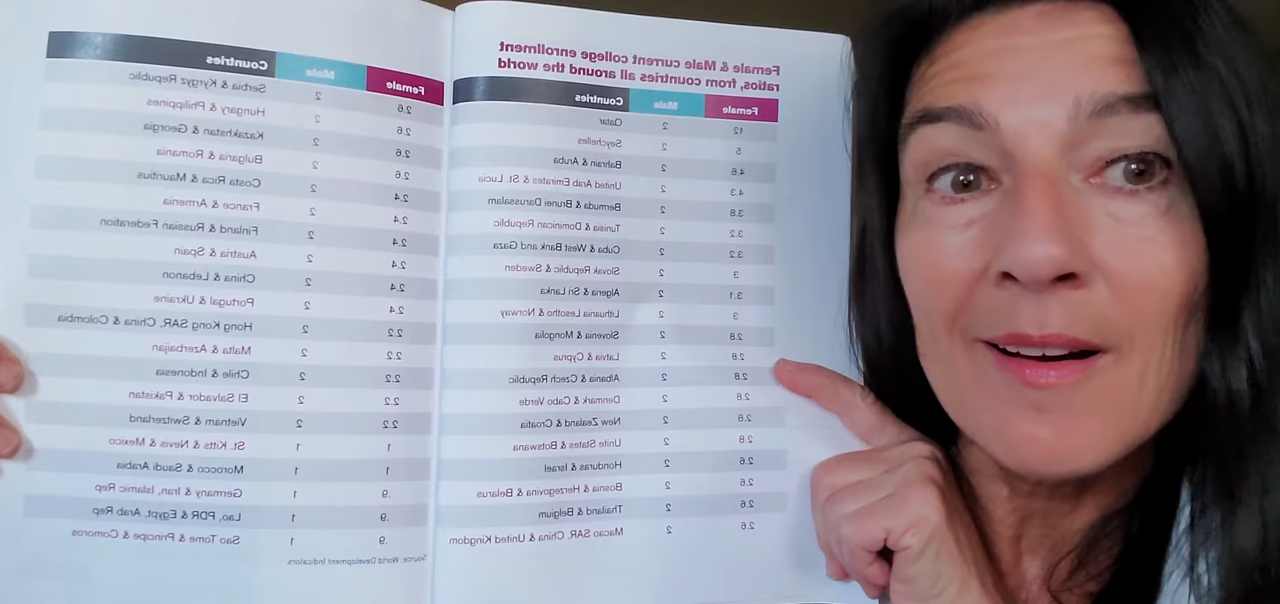 Female & Male current college enrollment
ratios, from countries all around the world
Female Male Countries
12 2 Qatar
5 2 Seychelles
4.6 2 Bahrain & Aruba
4.3 2 United Arab Emirates & St. Lucia
3.8 2 Bermuda & Brunei Darussalam
3.2 2 Tunisia & Dominican Republic
3.2 2 Cuba & West Bank and Gaza
3 2 Slovak Republic & Sweden
3.1 2 Algeria & Sri Lanka
3 2 Lithuania Lesotho & Norway
2.8 2 Slovenia & Mongolia
2.8 2 Latvia & Cyprus
2.8 2 Albania & Czech Republic
2.8 2 Denmark & Cabo Verde
2.8 2 New Zealand & Croatia
2.8 2 Unite States & Botswana
2.6 2 Honduras & Israel
2.6 2 Bosnia & Herzegovina & Belarus
2.6 2 Thailand & Belgium
2.6 2 Macao SAR, China & United Kingdom
Female Male Countries
2.6 2 Serbia & Kyrgyz Republic
2.6 2 Hungary & Philippines
2.6 2 Kazakhstan & Georgia
2.6 2 Bulgaria & Romania
2.4 2 Costa Rica & Mauritius
2.4 2 France & Armenia
2.4 2 Finland & Russian Federation
2.4 2 Austria & Spain
2.4 2 China & Lebanon
2.4 2 Portugal & Ukraine
2.2 2 Hong Kong SAR, China & Colombia
2.2 2 Malta & Azerbaijan
2.2 2 Chile & Indonesia
2.2 2 El Salvador & Pakistan
2.2 2 Vietnam & Switzerland
1 1 St. Kitts & Nevis & Mexico
1 1 Morocco & Saudi Arabia
.9 1 Germany & Iran, Islamic Rep
.9 1 Lao, PDR & Egypt, Arab Rep
.9 1 Sao Tome & Principe & Comoros
Source: World Development Indicators.